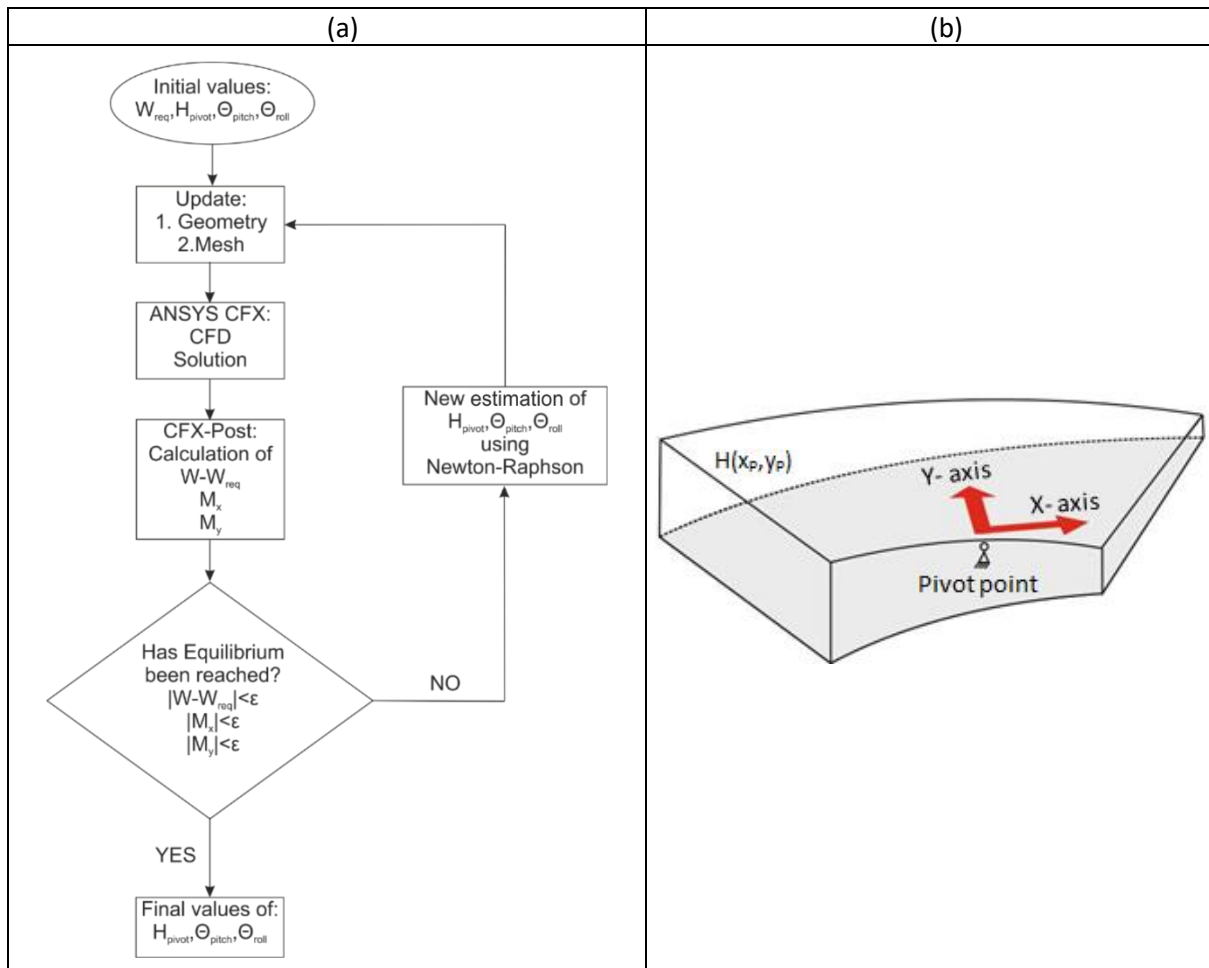 (a)
Initial values:
W_req,H_pivot,Θ_pitch,Θ_roll
Update:
1. Geometry
2.Mesh
ANSYS CFX:
CFD
Solution
CFX-Post:
Calculation of
W-W_req
M_x
M_y
New estimation of
H_pivot,Θ_pitch,Θ_roll
using
Newton-Raphson
Has Equilibrium
been reached?
|W-W_req|<ε
|M_x|<ε
|M_y|<ε
NO
YES
Final values of:
H_pivot,Θ_pitch,Θ_roll
(b)
H(x_P,y_P)
Y- axis
X- axis
Pivot point